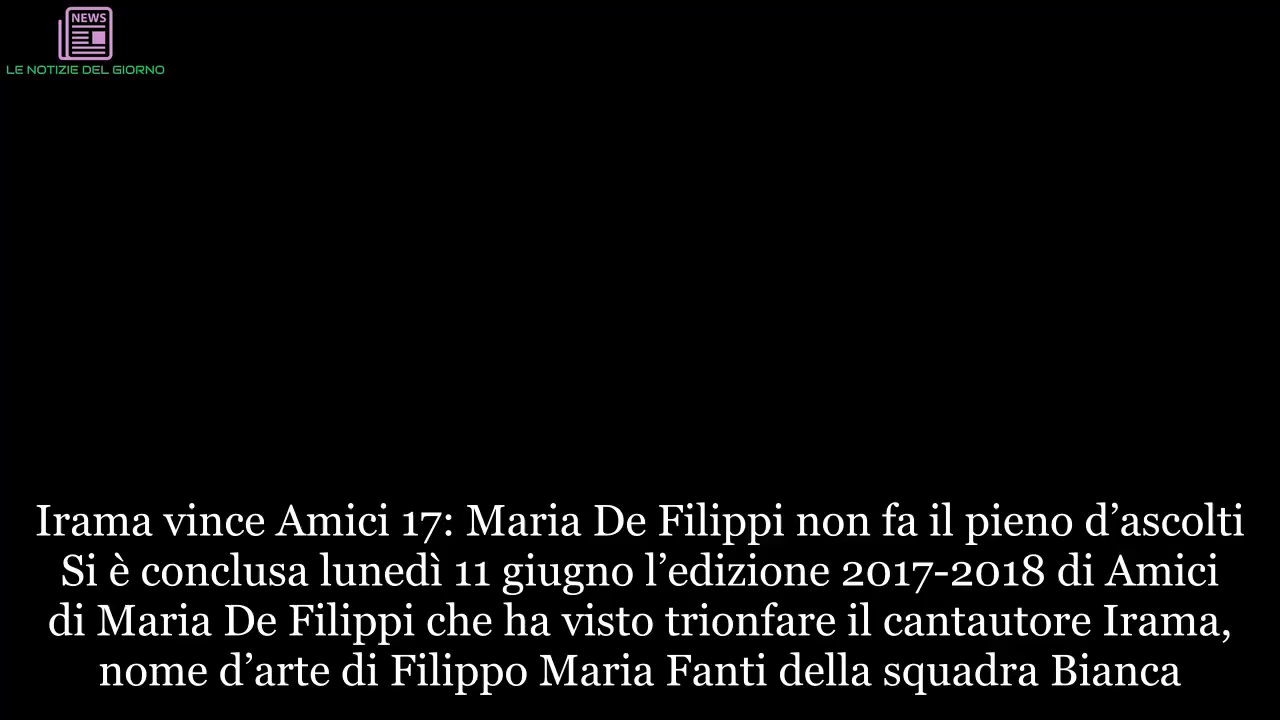 NEWS
LE NOTIZIE DEL GIORNO
Irama vince Amici 17: Maria De Filippi non fa il pieno d’ascolti
Si è conclusa lunedì 11 giugno l’edizione 2017-2018 di Amici
di Maria De Filippi che ha visto trionfare il cantautore Irama,
nome d’arte di Filippo Maria Fanti della squadra Bianca